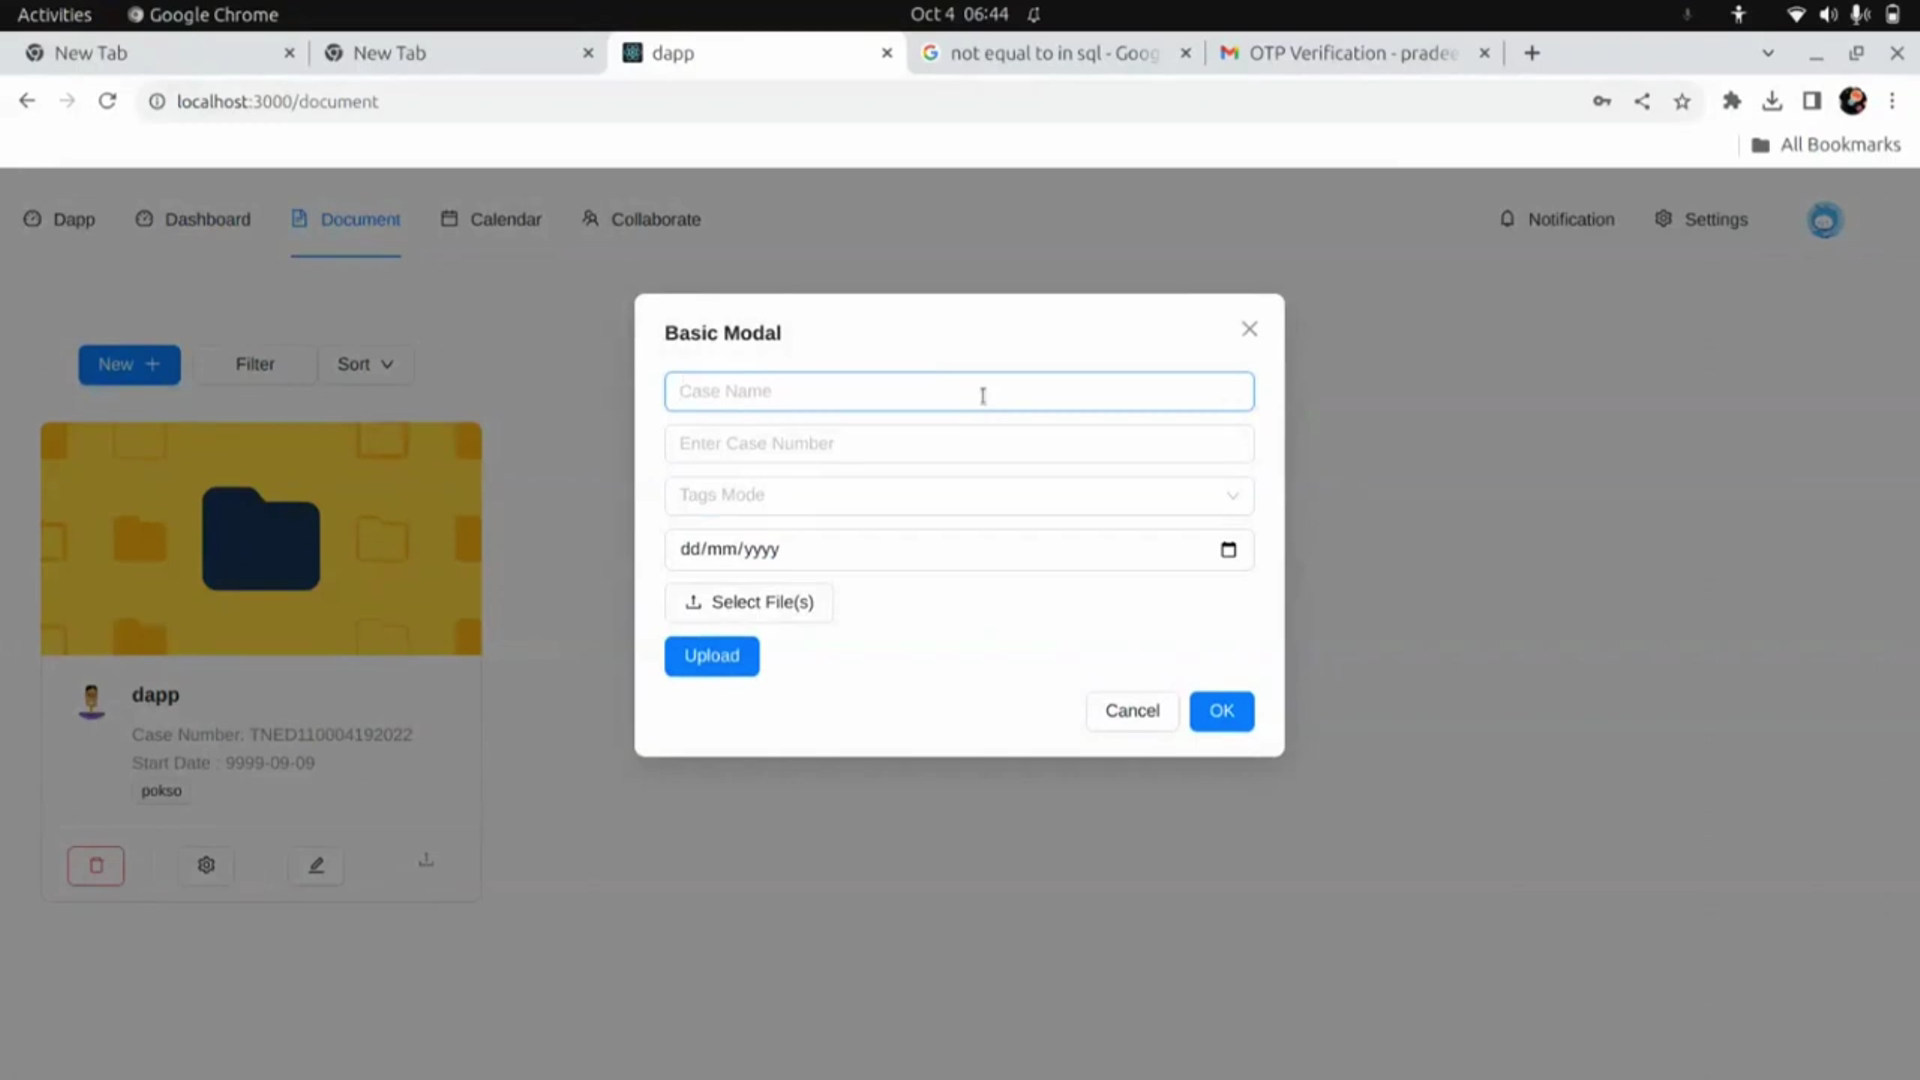 Activities Google Chrome Oct 4 06:44
New Tab New Tab dapp not equal to in sql - Goog OTP Verification - pradee
localhost:3000/document
All Bookmarks
Dapp Dashboard Document Calendar Collaborate Notification Settings
Basic Modal
New + Filter Sort
Case Name
Enter Case Number
Tags Mode
dd/mm/yyyy
Select File(s)
Upload
Cancel OK
dapp
Case Number. TNED110004192022
Start Date : 9999-09-09
pokso